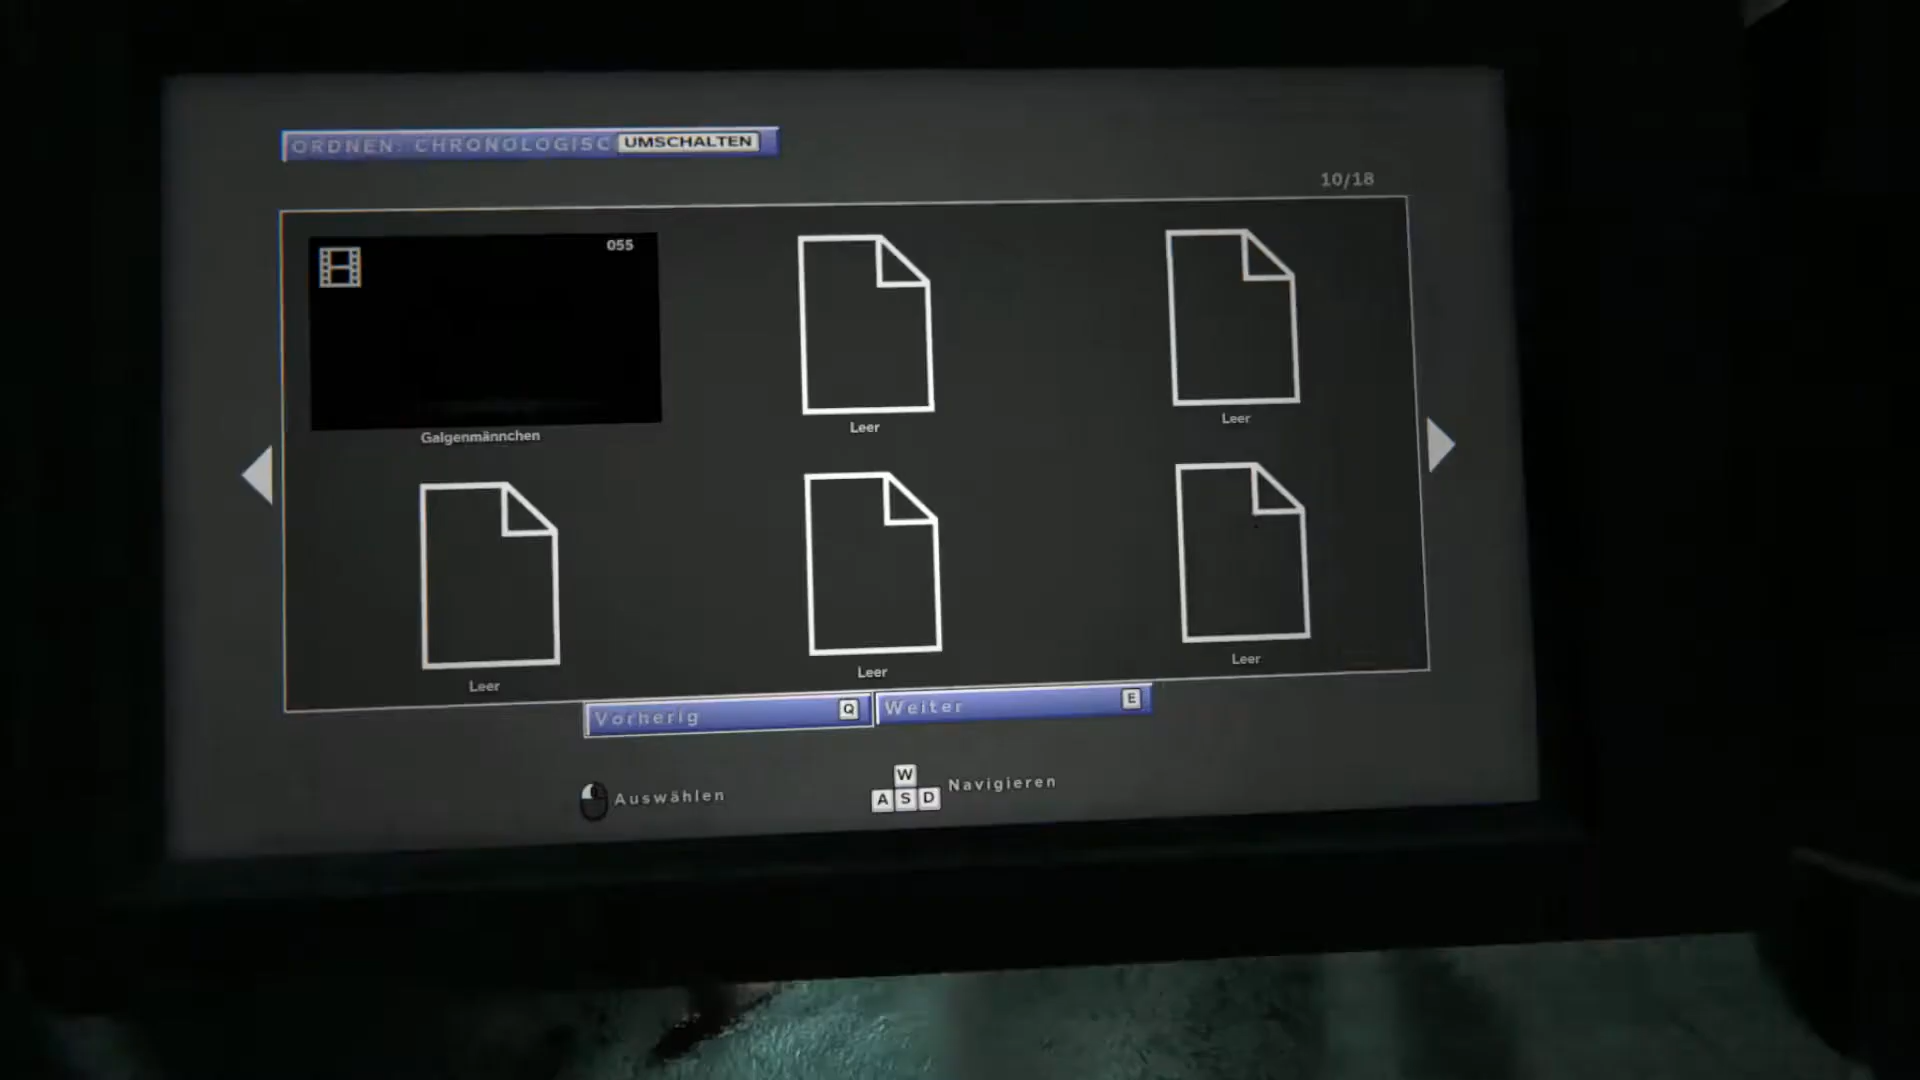 ORDNEN: CHRONOLOGISC UMSCHALTEN
10/18
055
Galgenmännchen
Leer
Leer
Leer
Leer
Leer
Vorherig Q
Weiter E
Auswählen
W
A S D
Navigieren